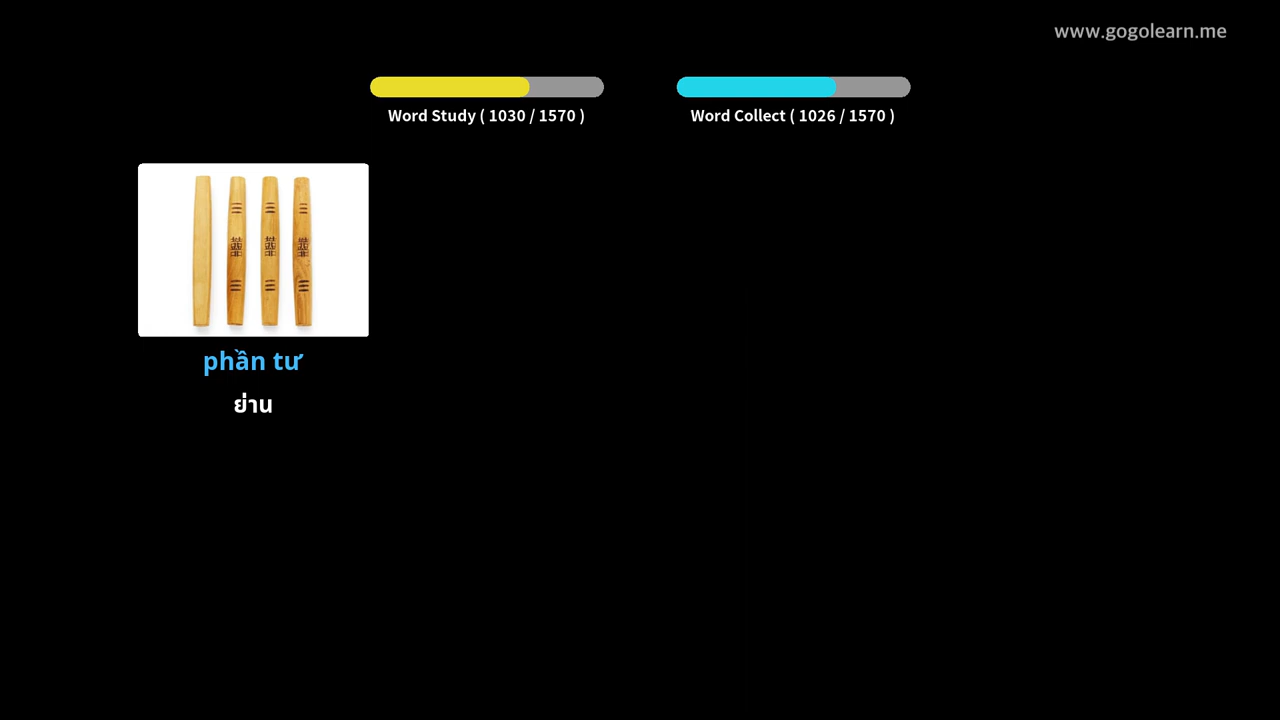 www.gogolearn.me
Word Study ( 1030 / 1570 )
Word Collect ( 1026 / 1570 )
phần tư
ย่าน